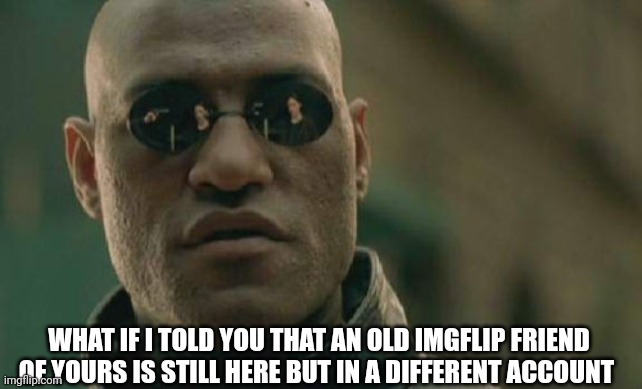 WHAT IF I TOLD YOU THAT AN OLD IMGFLIP FRIEND
OF YOURS IS STILL HERE BUT IN A DIFFERENT ACCOUNT
imgflip.com